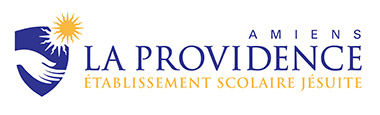 AMIENS
LA PROVIDENCE
ÉTABLISSEMENT SCOLAIRE JÉSUITE